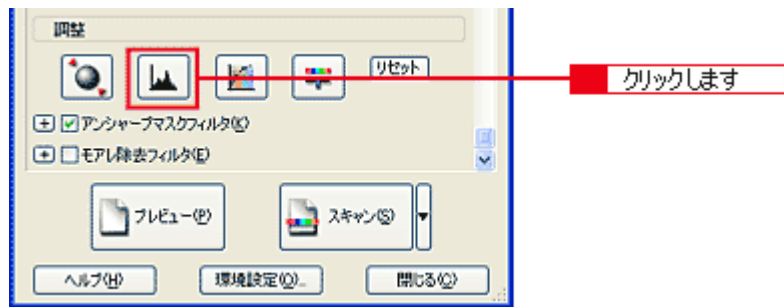 調整
リセット
クリックします
アンシャープマスクフィルタ(K)
モアレ除去フィルタ(E)
プレビュー(P)
スキャン(S)
ヘルプ(H)
環境設定(O)...
閉じる(C)